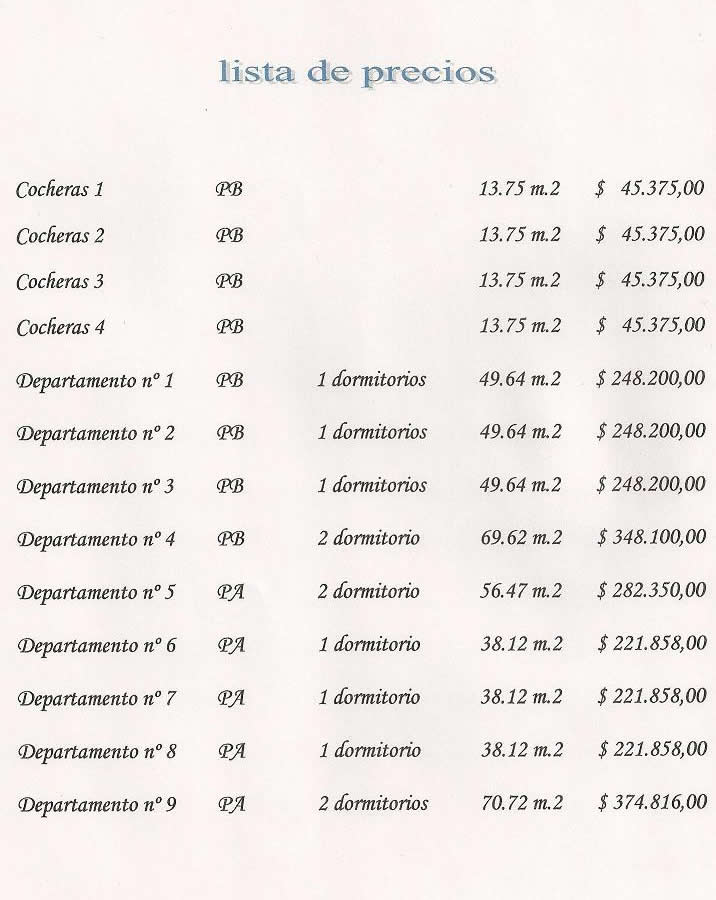 lista de precios
Cocheras 1 PB 13.75 m.2 $ 45.375,00
Cocheras 2 PB 13.75 m.2 $ 45.375,00
Cocheras 3 PB 13.75 m.2 $ 45.375,00
Cocheras 4 PB 13.75 m.2 $ 45.375,00
Departamento nº 1 PB 1 dormitorios 49.64 m.2 $ 248.200,00
Departamento nº 2 PB 1 dormitorios 49.64 m.2 $ 248.200,00
Departamento nº 3 PB 1 dormitorios 49.64 m.2 $ 248.200,00
Departamento nº 4 PB 2 dormitorio 69.62 m.2 $ 348.100,00
Departamento nº 5 PA 2 dormitorio 56.47 m.2 $ 282.350,00
Departamento nº 6 PA 1 dormitorio 38.12 m.2 $ 221.858,00
Departamento nº 7 PA 1 dormitorio 38.12 m.2 $ 221.858,00
Departamento nº 8 PA 1 dormitorio 38.12 m.2 $ 221.858,00
Departamento nº 9 PA 2 dormitorios 70.72 m.2 $ 374.816,00